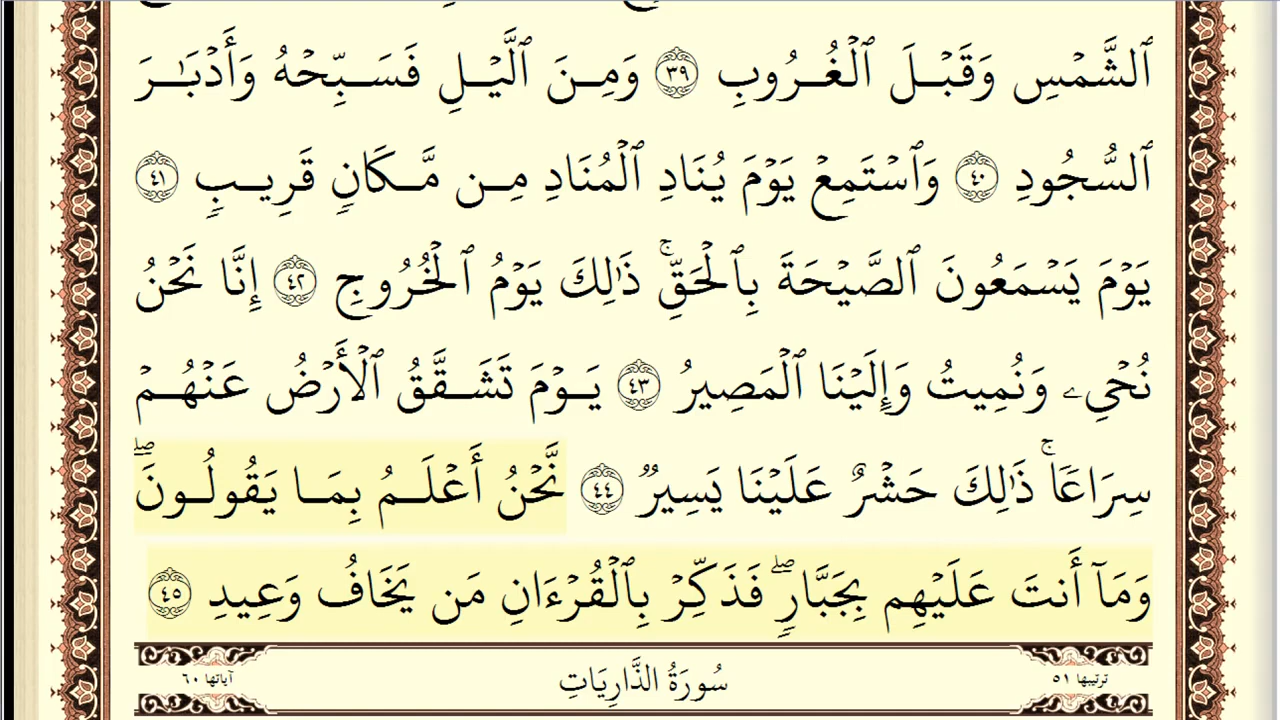 ٱلشَّمۡسِ وَقَبۡلَ ٱلۡغُرُوبِ ٣٩ وَمِنَ ٱلَّيۡلِ فَسَبِّحۡهُ وَأَدۡبَٰرَ
ٱلسُّجُودِ ٤٠ وَٱسۡتَمِعۡ يَوۡمَ يُنَادِ ٱلۡمُنَادِ مِن مَّكَانٖ قَرِيبٖ ٤١
يَوۡمَ يَسۡمَعُونَ ٱلصَّيۡحَةَ بِٱلۡحَقِّۚ ذَٰلِكَ يَوۡمُ ٱلۡخُرُوجِ ٤٢ إِنَّا نَحۡنُ
نُحۡيِۦ وَنُمِيتُ وَإِلَيۡنَا ٱلۡمَصِيرُ ٤٣ يَوۡمَ تَشَقَّقُ ٱلۡأَرۡضُ عَنۡهُمۡ
سِرَاعٗاۚ ذَٰلِكَ حَشۡرٌ عَلَيۡنَا يَسِيرٞ ٤٤ نَّحۡنُ أَعۡلَمُ بِمَا يَقُولُونَۖ
وَمَآ أَنتَ عَلَيۡهِم بِجَبَّارٖۖ فَذَكِّرۡ بِٱلۡقُرۡءَانِ مَن يَخَافُ وَعِيدِ ٤٥
ترتيبها ٥١ سُورَةُ الذَّارِيَاتِ آياتها ٦٠